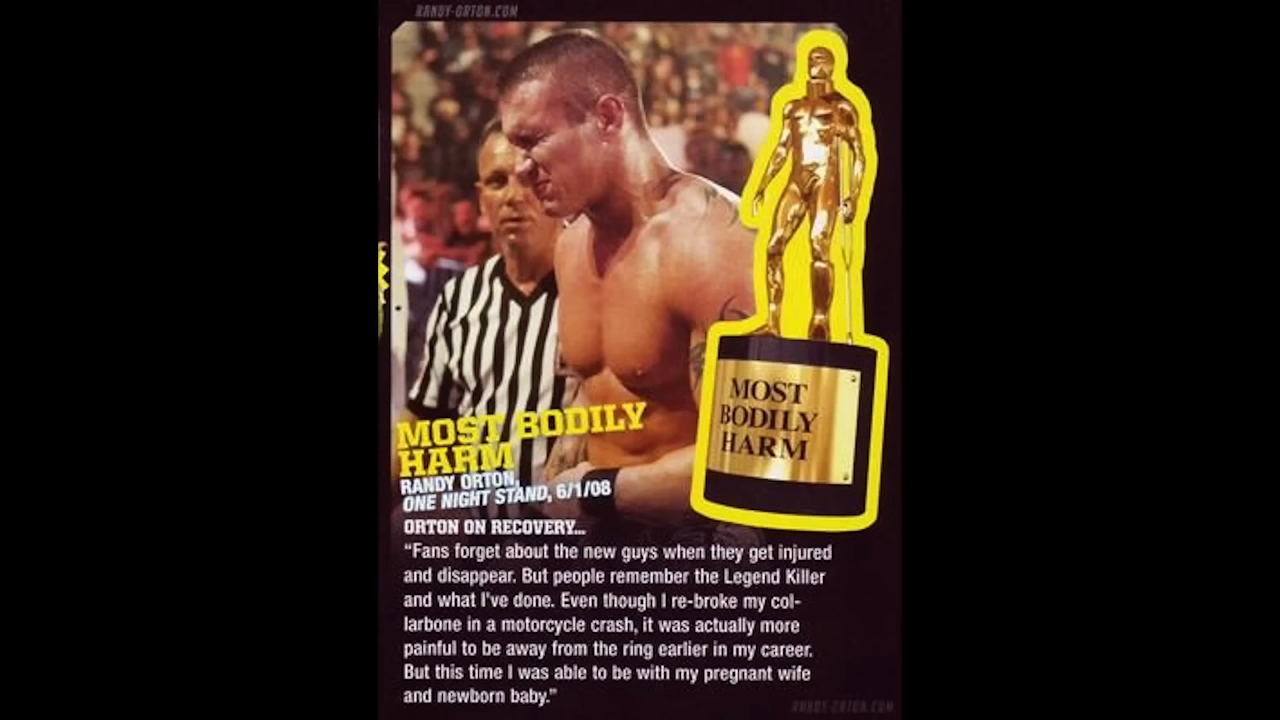 RANDY-ORTON.COM
MOST
BODILY
HARM
MOST BODILY
HARM
RANDY ORTON,
ONE NIGHT STAND, 6/1/08
ORTON ON RECOVERY...
“Fans forget about the new guys when they get injured
and disappear. But people remember the Legend Killer
and what I've done. Even though I re-broke my col-
larbone in a motorcycle crash, it was actually more
painful to be away from the ring earlier in my career.
But this time I was able to be with my pregnant wife
and newborn baby.”
RANDY-ORTON.COM